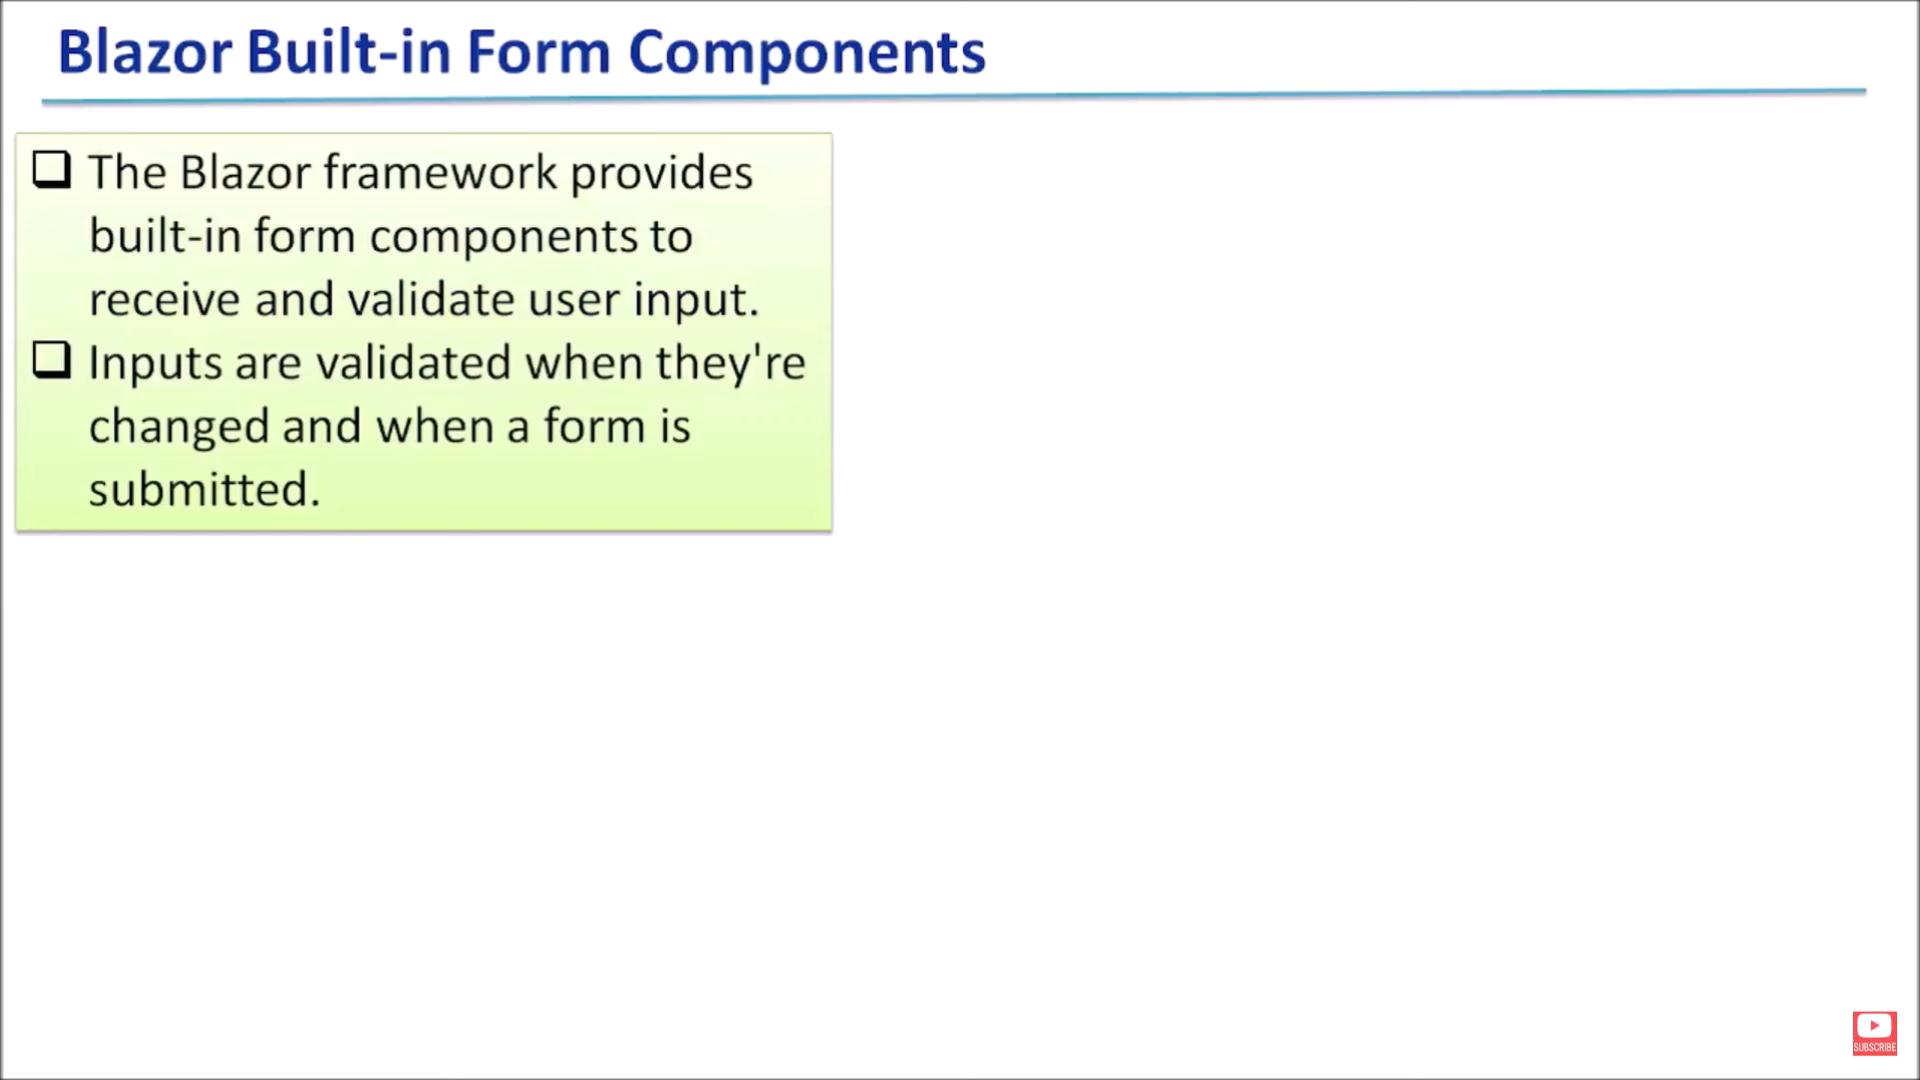 Blazor Built-in Form Components
The Blazor framework provides
built-in form components to
receive and validate user input.
Inputs are validated when they're
changed and when a form is
submitted.
SUBSCRIBE